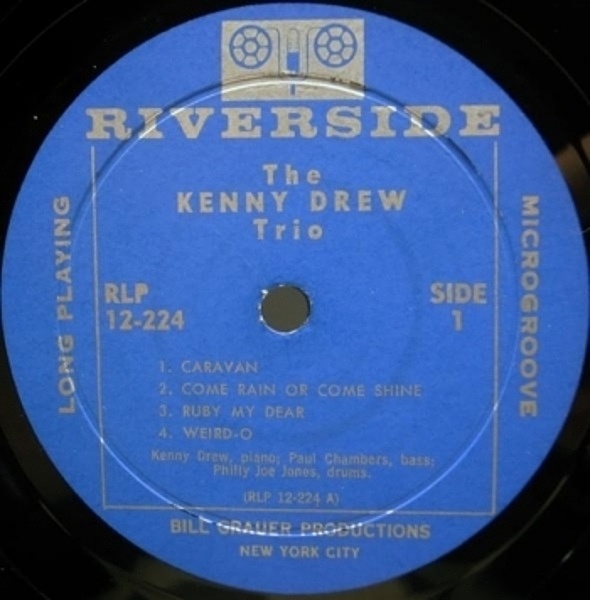 RIVERSIDE
The
KENNY DREW
Trio
LONG PLAYING
MICROGROOVE
RLP
12-224
SIDE
1
1. CARAVAN
2. COME RAIN OR COME SHINE
3. RUBY MY DEAR
4. WEIRD-O
Kenny Drew, piano; Paul Chambers, bass;
Philly Joe Jones, drums.
(RLP 12-224 A)
BILL GRAUER PRODUCTIONS
NEW YORK CITY